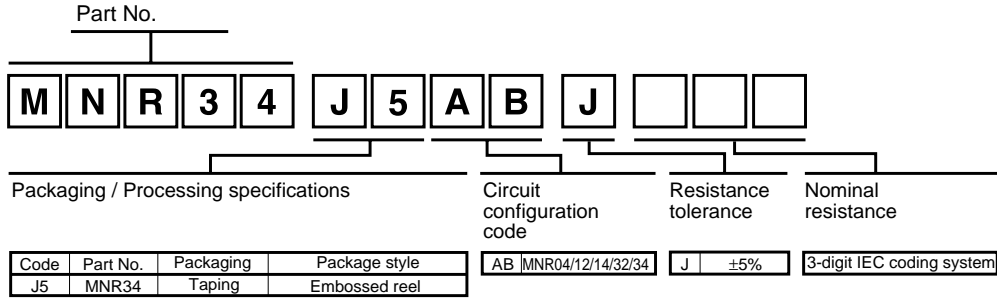 Part No.
M N R 3 4 J 5 A B J
Packaging / Processing specifications
Circuit configuration code
Resistance tolerance
Nominal resistance
Code Part No. Packaging Package style
J5 MNR34 Taping Embossed reel
AB MNR04/12/14/32/34
J ±5%
3-digit IEC coding system